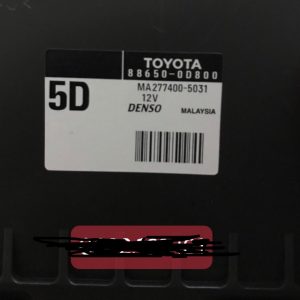 TOYOTA
88650-0D800
5D
MA277400-5031
12V
DENSO MALAYSIA